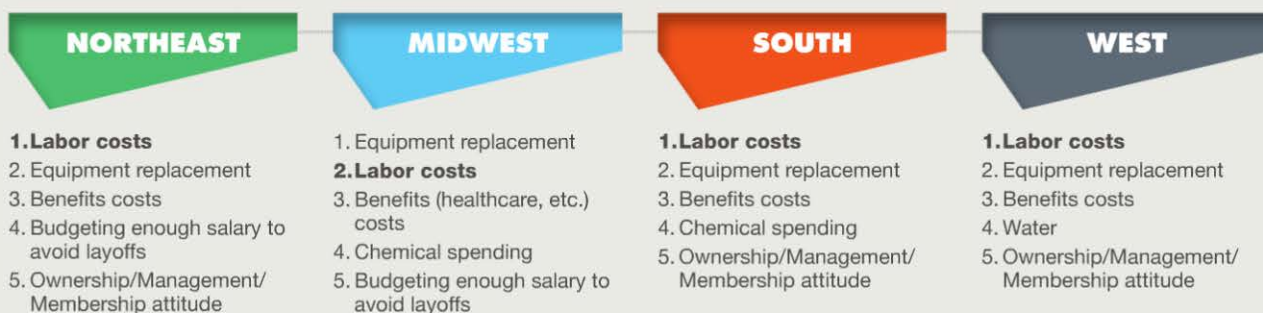 NORTHEAST
1.Labor costs
2. Equipment replacement
3. Benefits costs
4. Budgeting enough salary to
avoid layoffs
5. Ownership/Management/
Membership attitude
MIDWEST
1. Equipment replacement
2.Labor costs
3. Benefits (healthcare, etc.)
costs
4. Chemical spending
5. Budgeting enough salary to
avoid layoffs
SOUTH
1.Labor costs
2. Equipment replacement
3. Benefits costs
4. Chemical spending
5. Ownership/Management/
Membership attitude
WEST
1.Labor costs
2. Equipment replacement
3. Benefits costs
4. Water
5. Ownership/Management/
Membership attitude